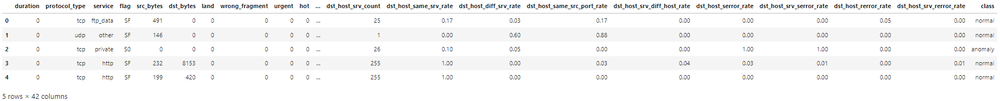 duration protocol_type service flag src_bytes dst_bytes land wrong_fragment urgent hot ... dst_host_srv_count dst_host_same_srv_rate dst_host_diff_srv_rate dst_host_same_src_port_rate dst_host_srv_diff_host_rate dst_host_serror_rate dst_host_srv_serror_rate dst_host_rerror_rate dst_host_srv_rerror_rate class
0 0 tcp ftp_data SF 491 0 0 0 0 0 ... 25 0.17 0.03 0.17 0.00 0.00 0.00 0.05 0.00 normal
1 0 udp other SF 146 0 0 0 0 0 ... 1 0.00 0.60 0.88 0.00 0.00 0.00 0.00 0.00 normal
2 0 tcp private S0 0 0 0 0 0 0 ... 26 0.10 0.05 0.00 0.00 1.00 1.00 0.00 0.00 anomaly
3 0 tcp http SF 232 8153 0 0 0 0 ... 255 1.00 0.00 0.03 0.04 0.03 0.01 0.00 0.01 normal
4 0 tcp http SF 199 420 0 0 0 0 ... 255 1.00 0.00 0.00 0.00 0.00 0.00 0.00 0.00 normal
5 rows × 42 columns